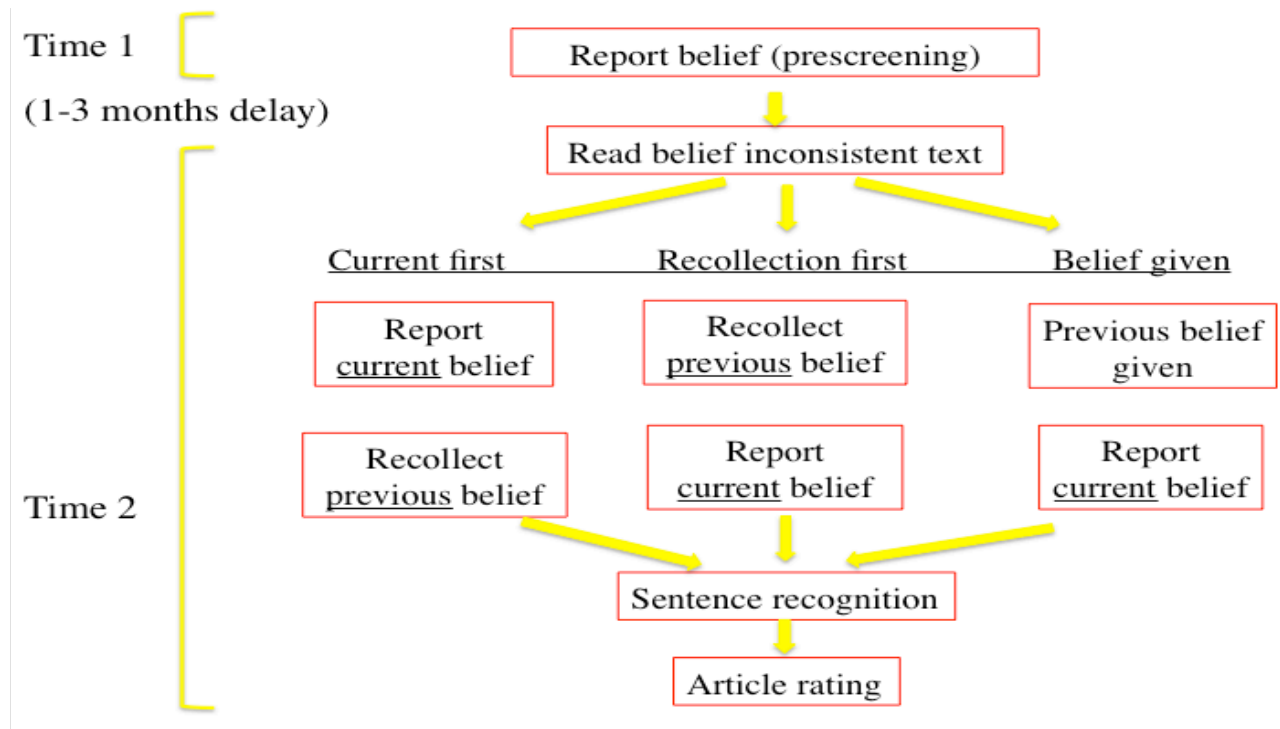 Time 1
Report belief (prescreening)
(1-3 months delay)
Read belief inconsistent text
Current first
Recollection first
Belief given
Report
current belief
Recollect
previous belief
Previous belief
given
Recollect
previous belief
Report
current belief
Report
current belief
Time 2
Sentence recognition
Article rating